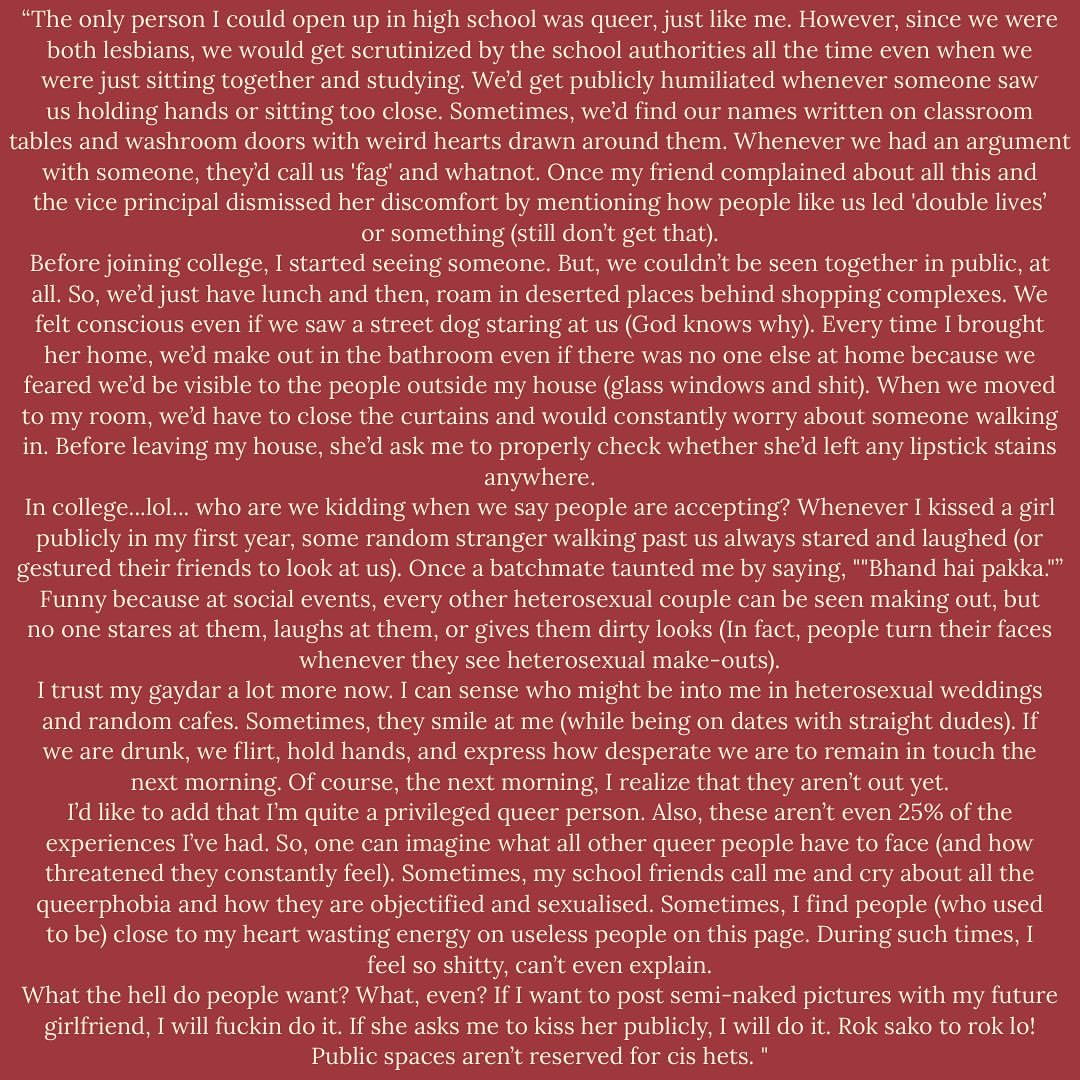 “The only person I could open up in high school was queer, just like me. However, since we were
both lesbians, we would get scrutinized by the school authorities all the time even when we
were just sitting together and studying. We’d get publicly humiliated whenever someone saw
us holding hands or sitting too close. Sometimes, we’d find our names written on classroom
tables and washroom doors with weird hearts drawn around them. Whenever we had an argument
with someone, they’d call us 'fag' and whatnot. Once my friend complained about all this and
the vice principal dismissed her discomfort by mentioning how people like us led 'double lives’
or something (still don’t get that).
Before joining college, I started seeing someone. But, we couldn’t be seen together in public, at
all. So, we’d just have lunch and then, roam in deserted places behind shopping complexes. We
felt conscious even if we saw a street dog staring at us (God knows why). Every time I brought
her home, we’d make out in the bathroom even if there was no one else at home because we
feared we’d be visible to the people outside my house (glass windows and shit). When we moved
to my room, we’d have to close the curtains and would constantly worry about someone walking
in. Before leaving my house, she’d ask me to properly check whether she’d left any lipstick stains
anywhere.
In college...lol... who are we kidding when we say people are accepting? Whenever I kissed a girl
publicly in my first year, some random stranger walking past us always stared and laughed (or
gestured their friends to look at us). Once a batchmate taunted me by saying, ""Bhand hai pakka."”
Funny because at social events, every other heterosexual couple can be seen making out, but
no one stares at them, laughs at them, or gives them dirty looks (In fact, people turn their faces
whenever they see heterosexual make-outs).
I trust my gaydar a lot more now. I can sense who might be into me in heterosexual weddings
and random cafes. Sometimes, they smile at me (while being on dates with straight dudes). If
we are drunk, we flirt, hold hands, and express how desperate we are to remain in touch the
next morning. Of course, the next morning, I realize that they aren’t out yet.
I’d like to add that I’m quite a privileged queer person. Also, these aren’t even 25% of the
experiences I’ve had. So, one can imagine what all other queer people have to face (and how
threatened they constantly feel). Sometimes, my school friends call me and cry about all the
queerphobia and how they are objectified and sexualised. Sometimes, I find people (who used
to be) close to my heart wasting energy on useless people on this page. During such times, I
feel so shitty, can’t even explain.
What the hell do people want? What, even? If I want to post semi-naked pictures with my future
girlfriend, I will fuckin do it. If she asks me to kiss her publicly, I will do it. Rok sako to rok lo!
Public spaces aren’t reserved for cis hets. "